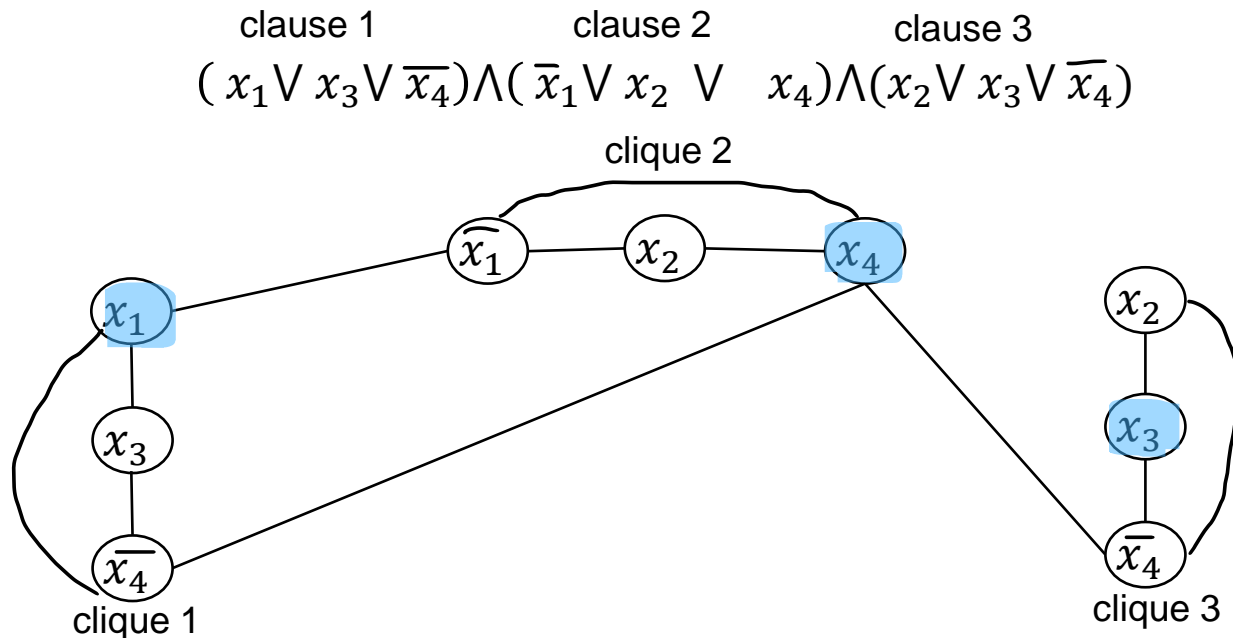 clause 1 clause 2 clause 3
( x₁ ∨ x₃ ∨ x̅₄)∧( x̅₁ ∨ x₂ ∨ x₄)∧(x₂ ∨ x₃ ∨ x̅₄)
clique 2
x̅₁ x₂ x₄
x₁ x₂
x₃ x₃
x̅₄ x̅₄
clique 1 clique 3